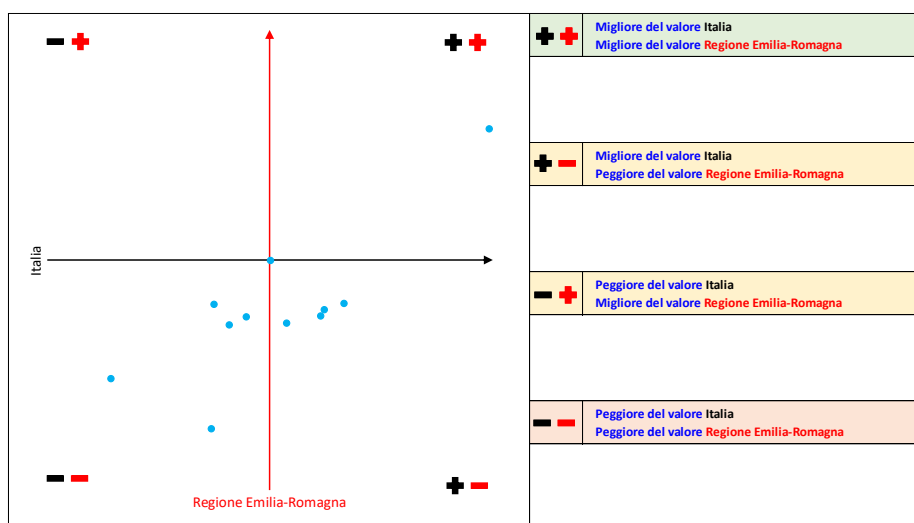 Italia
Regione Emilia-Romagna
Migliore del valore Italia
Migliore del valore Regione Emilia-Romagna
Migliore del valore Italia
Peggiore del valore Regione Emilia-Romagna
Peggiore del valore Italia
Migliore del valore Regione Emilia-Romagna
Peggiore del valore Italia
Peggiore del valore Regione Emilia-Romagna